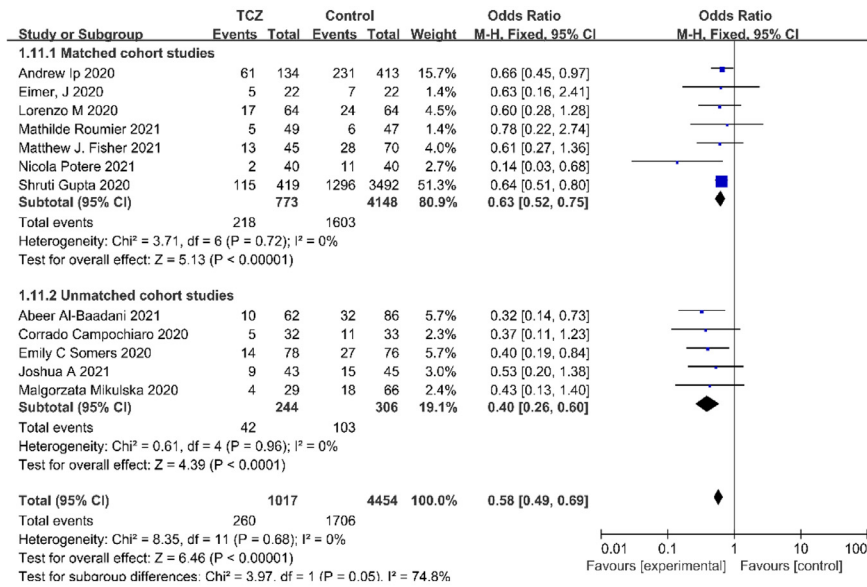 TCZ Control Odds Ratio Odds Ratio
Study or Subgroup Events Total Events Total Weight M-H, Fixed, 95% CI M-H, Fixed, 95% CI
1.11.1 Matched cohort studies
Andrew Ip 2020 61 134 231 413 15.7% 0.66 [0.45, 0.97]
Eimer, J 2020 5 22 7 22 1.4% 0.63 [0.16, 2.41]
Lorenzo M 2020 17 64 24 64 4.5% 0.60 [0.28, 1.28]
Mathilde Roumier 2021 5 49 6 47 1.4% 0.78 [0.22, 2.74]
Matthew J. Fisher 2021 13 45 28 70 4.0% 0.61 [0.27, 1.36]
Nicola Potere 2021 2 40 11 40 2.7% 0.14 [0.03, 0.68]
Shruti Gupta 2020 115 419 1296 3492 51.3% 0.64 [0.51, 0.80]
Subtotal (95% CI) 773 4148 80.9% 0.63 [0.52, 0.75]
Total events 218 1603
Heterogeneity: Chi² = 3.71, df = 6 (P = 0.72); I² = 0%
Test for overall effect: Z = 5.13 (P < 0.00001)
1.11.2 Unmatched cohort studies
Abeer Al-Baadani 2021 10 62 32 86 5.7% 0.32 [0.14, 0.73]
Corrado Campochiaro 2020 5 32 11 33 2.3% 0.37 [0.11, 1.23]
Emily C Somers 2020 14 78 27 76 5.7% 0.40 [0.19, 0.84]
Joshua A 2021 9 43 15 45 3.0% 0.53 [0.20, 1.38]
Malgorzata Mikulska 2020 4 29 18 66 2.4% 0.43 [0.13, 1.40]
Subtotal (95% CI) 244 306 19.1% 0.40 [0.26, 0.60]
Total events 42 103
Heterogeneity: Chi² = 0.61, df = 4 (P = 0.96); I² = 0%
Test for overall effect: Z = 4.39 (P < 0.0001)
Total (95% CI) 1017 4454 100.0% 0.58 [0.49, 0.69]
Total events 260 1706
Heterogeneity: Chi² = 8.35, df = 11 (P = 0.68); I² = 0%
Test for overall effect: Z = 6.46 (P < 0.00001)
Test for subgroup differences: Chi² = 3.97, df = 1 (P = 0.05), I² = 74.8%
0.01 0.1 1 10 100
Favours [experimental] Favours [control]